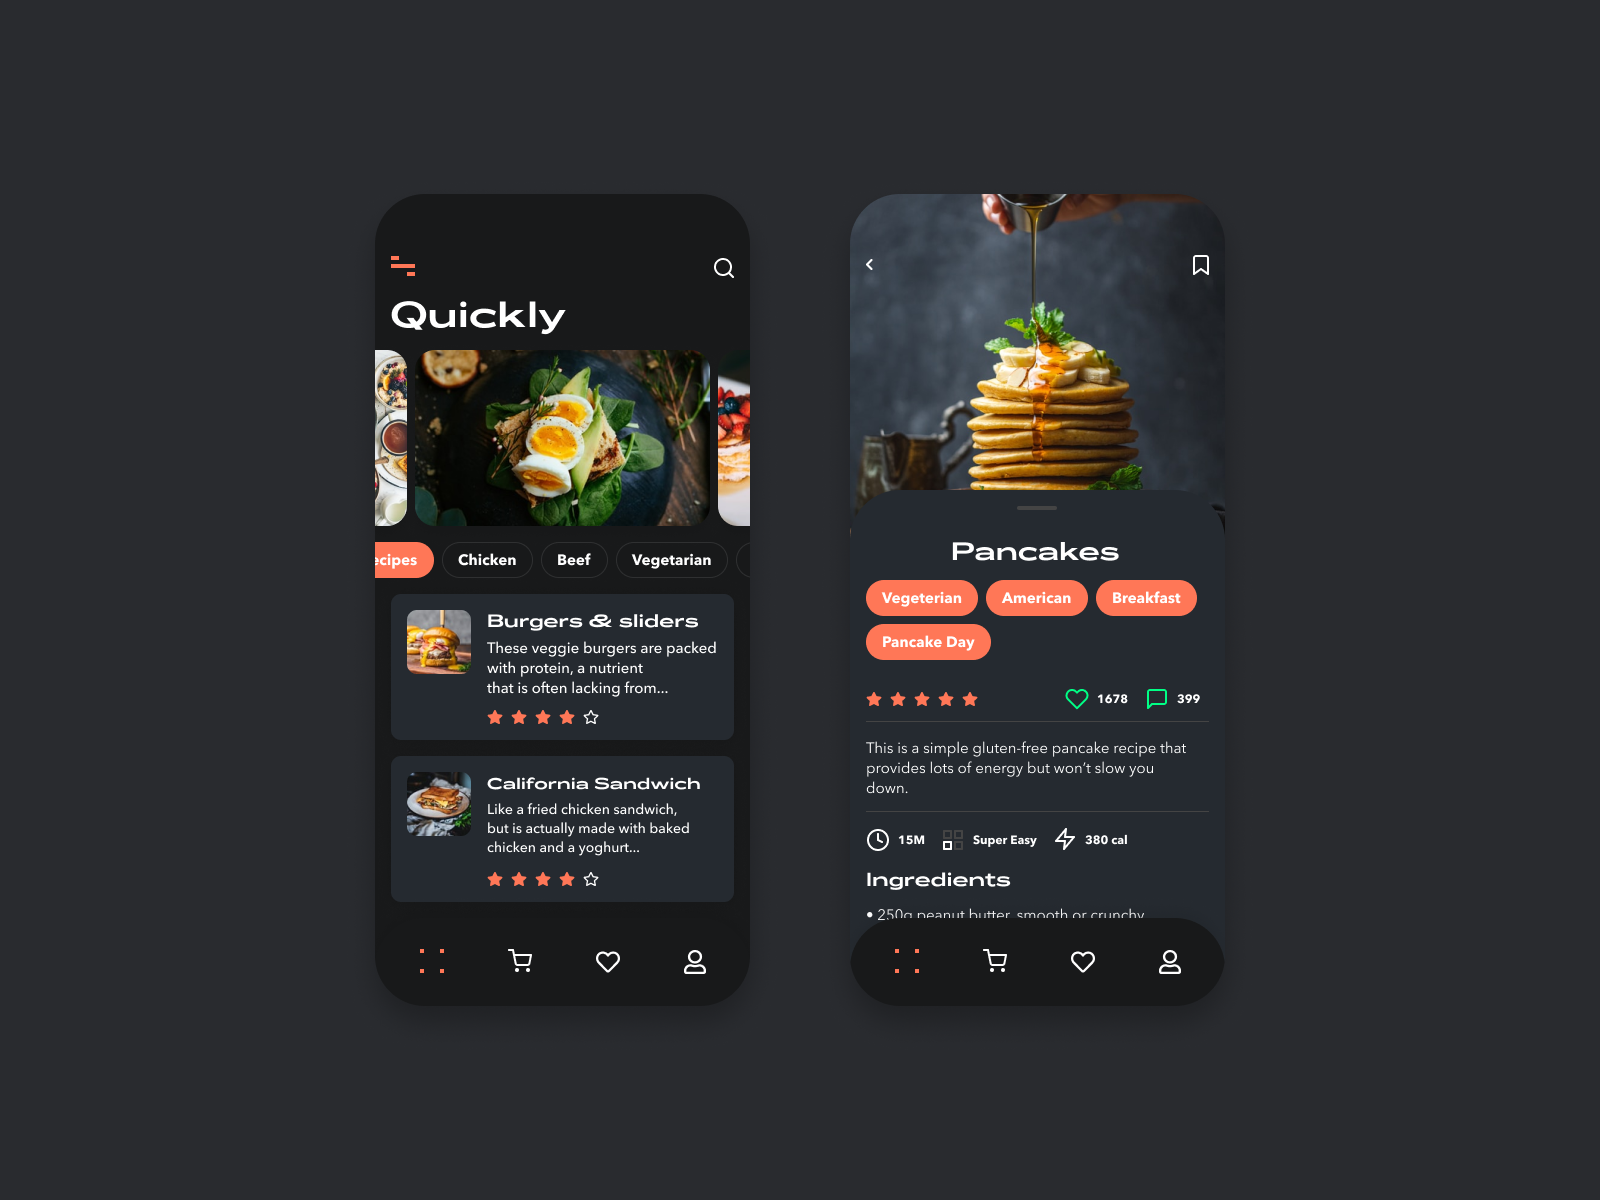 Quickly
ecipes
Chicken
Beef
Vegetarian
Burgers & sliders
These veggie burgers are packed
with protein, a nutrient
that is often lacking from...
California Sandwich
Like a fried chicken sandwich,
but is actually made with baked
chicken and a yoghurt...
Pancakes
Vegeterian
American
Breakfast
Pancake Day
1678
399
This is a simple gluten-free pancake recipe that
provides lots of energy but won’t slow you
down.
15M
Super Easy
380 cal
Ingredients
• 250g peanut butter, smooth or crunchy